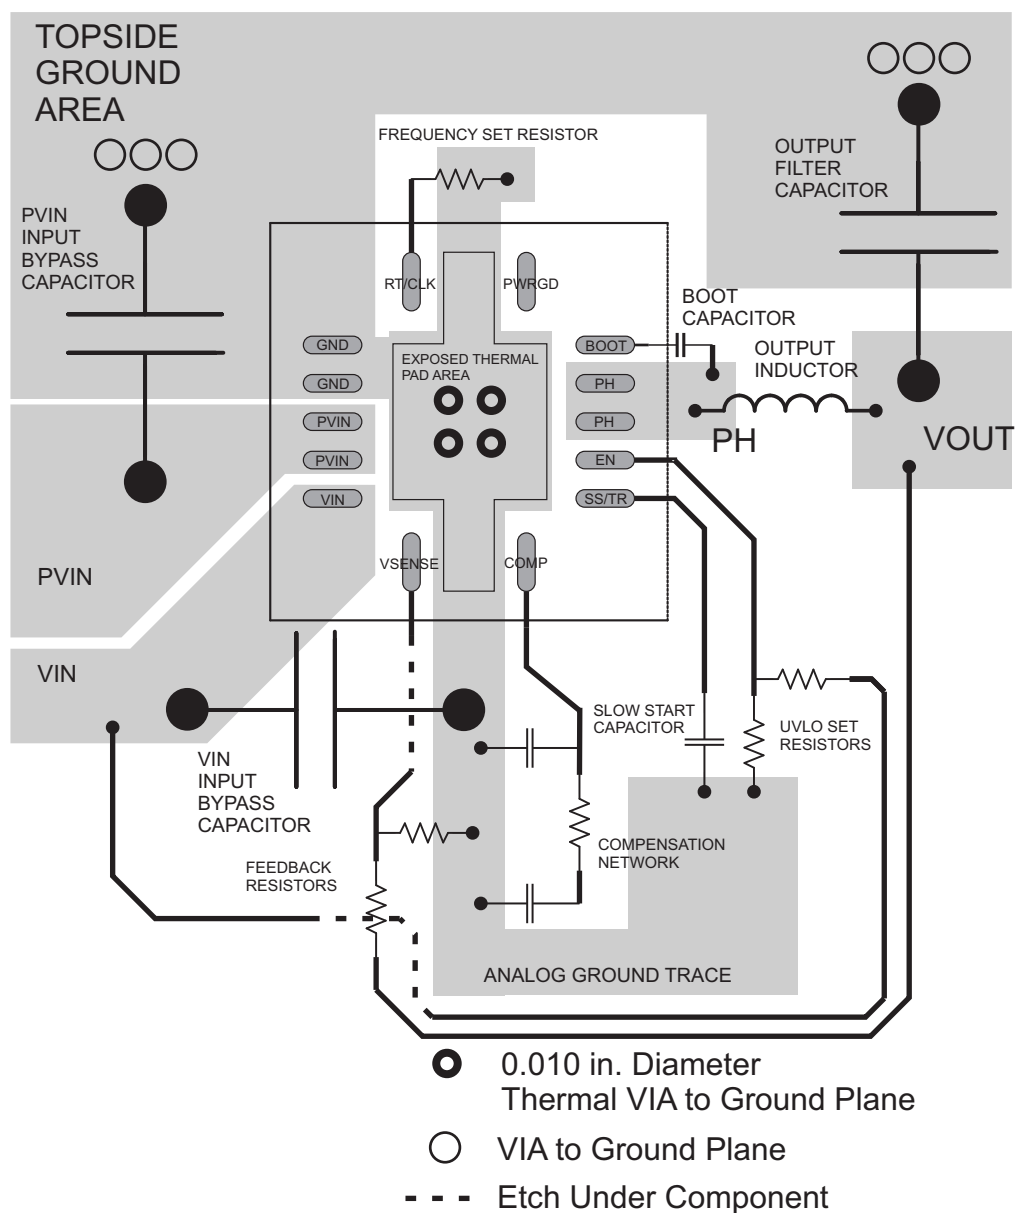 TOPSIDE
GROUND
AREA
FREQUENCY SET RESISTOR
OUTPUT
FILTER
CAPACITOR
PVIN
INPUT
BYPASS
CAPACITOR
RT/CLK
PWRGD
BOOT
CAPACITOR
GND
EXPOSED THERMAL
PAD AREA
BOOT
OUTPUT
INDUCTOR
GND
PH
PVIN
PH
PH
VOUT
PVIN
EN
VIN
SS/TR
VSENSE
COMP
PVIN
VIN
SLOW START
CAPACITOR
UVLO SET
RESISTORS
VIN
INPUT
BYPASS
CAPACITOR
COMPENSATION
NETWORK
FEEDBACK
RESISTORS
ANALOG GROUND TRACE
0.010 in. Diameter
Thermal VIA to Ground Plane
VIA to Ground Plane
Etch Under Component